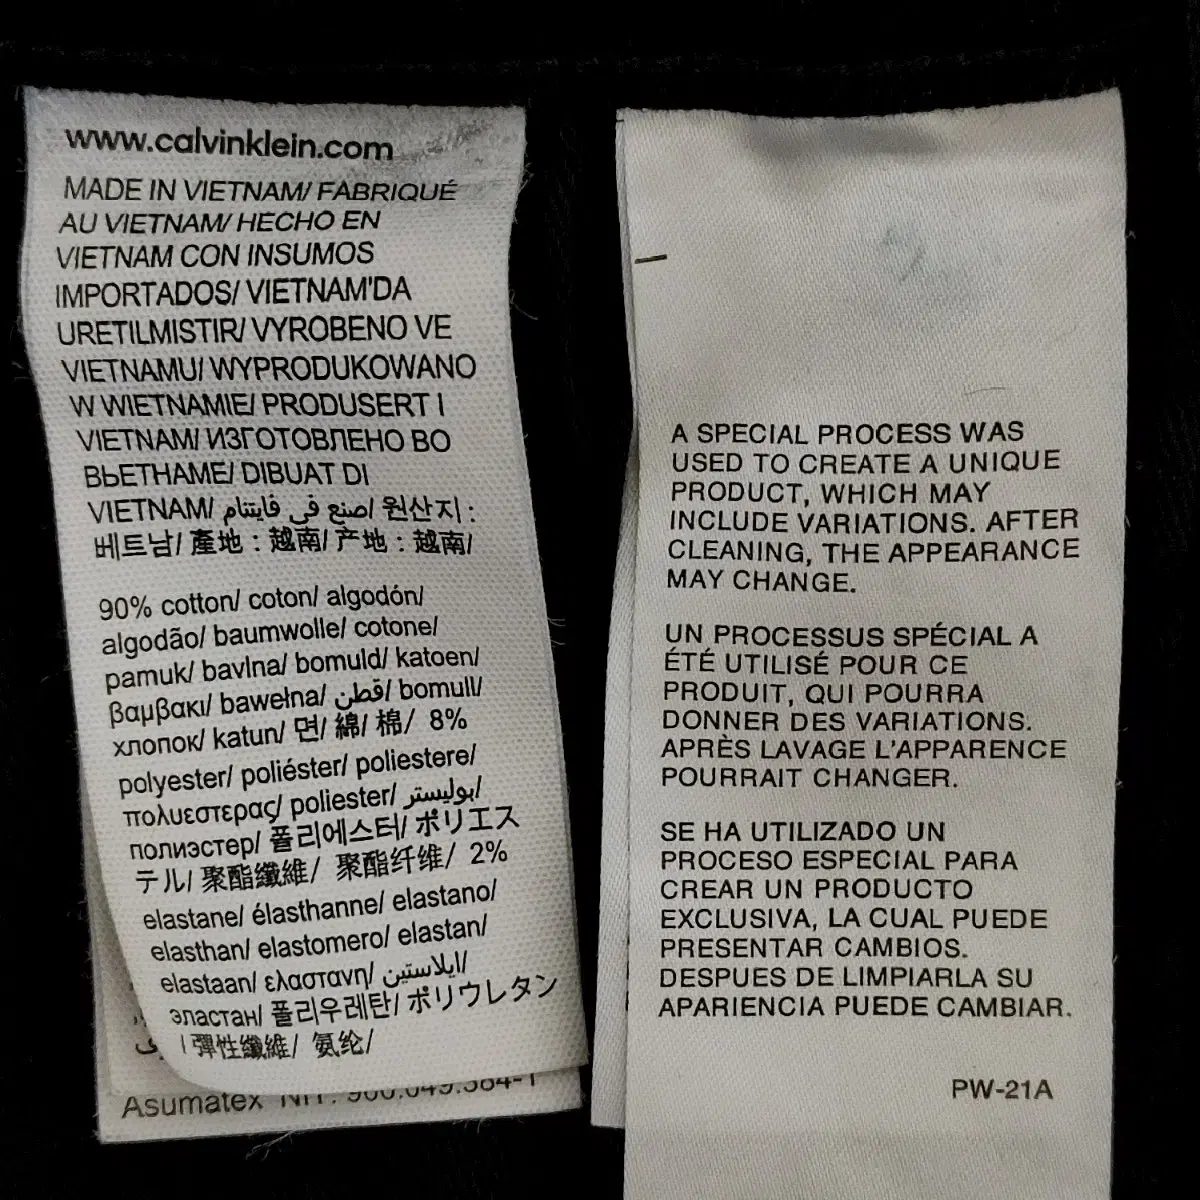 www.calvinklein.com
MADE IN VIETNAM/ FABRIQUÉ
AU VIETNAM/ HECHO EN
VIETNAM CON INSUMOS
IMPORTADOS/ VIETNAM'DA
URETILMISTIR/ VYROBENO VE
VIETNAMU/ WYPRODUKOWANO
W WIETNAMIE/ PRODUSERT I
VIETNAM/ ИЗГОТОВЛЕНО ВО
ВЬЕТНАМЕ/ DIBUAT DI
VIETNAM/ صنع في فايتنام/ 원산지 :
베트남/ 產地 : 越南/ 产地 : 越南/
90% cotton/ coton/ algodón/
algodão/ baumwolle/ cotone/
pamuk/ bavlna/ bomuld/ katoen/
βαμβακι/ bawełna/ قطن/ bomull/
хлопок/ katun/ 면/ 綿/ 棉/ 8%
polyester/ poliéster/ poliestere/
πολυεστερας/ poliester/ بوليستر/
полиэстер/ 폴리에스터/ ポリエス
テル/ 聚酯纖維/ 聚酯纤维/ 2%
elastane/ élasthanne/ elastano/
elasthan/ elastomero/ elastan/
elastaan/ ελαστανη/ ايلاستين/
эластан/ 폴리우레탄/ ポリウレタン
/ 彈性纖維/ 氨纶/
Asumatex NIT: 900.049.584-1
A SPECIAL PROCESS WAS
USED TO CREATE A UNIQUE
PRODUCT, WHICH MAY
INCLUDE VARIATIONS. AFTER
CLEANING, THE APPEARANCE
MAY CHANGE.
UN PROCESSUS SPÉCIAL A
ÉTÉ UTILISÉ POUR CE
PRODUIT, QUI POURRA
DONNER DES VARIATIONS.
APRÈS LAVAGE L'APPARENCE
POURRAIT CHANGER.
SE HA UTILIZADO UN
PROCESO ESPECIAL PARA
CREAR UN PRODUCTO
EXCLUSIVA, LA CUAL PUEDE
PRESENTAR CAMBIOS.
DESPUES DE LIMPIARLA SU
APARIENCIA PUEDE CAMBIAR.
PW-21A